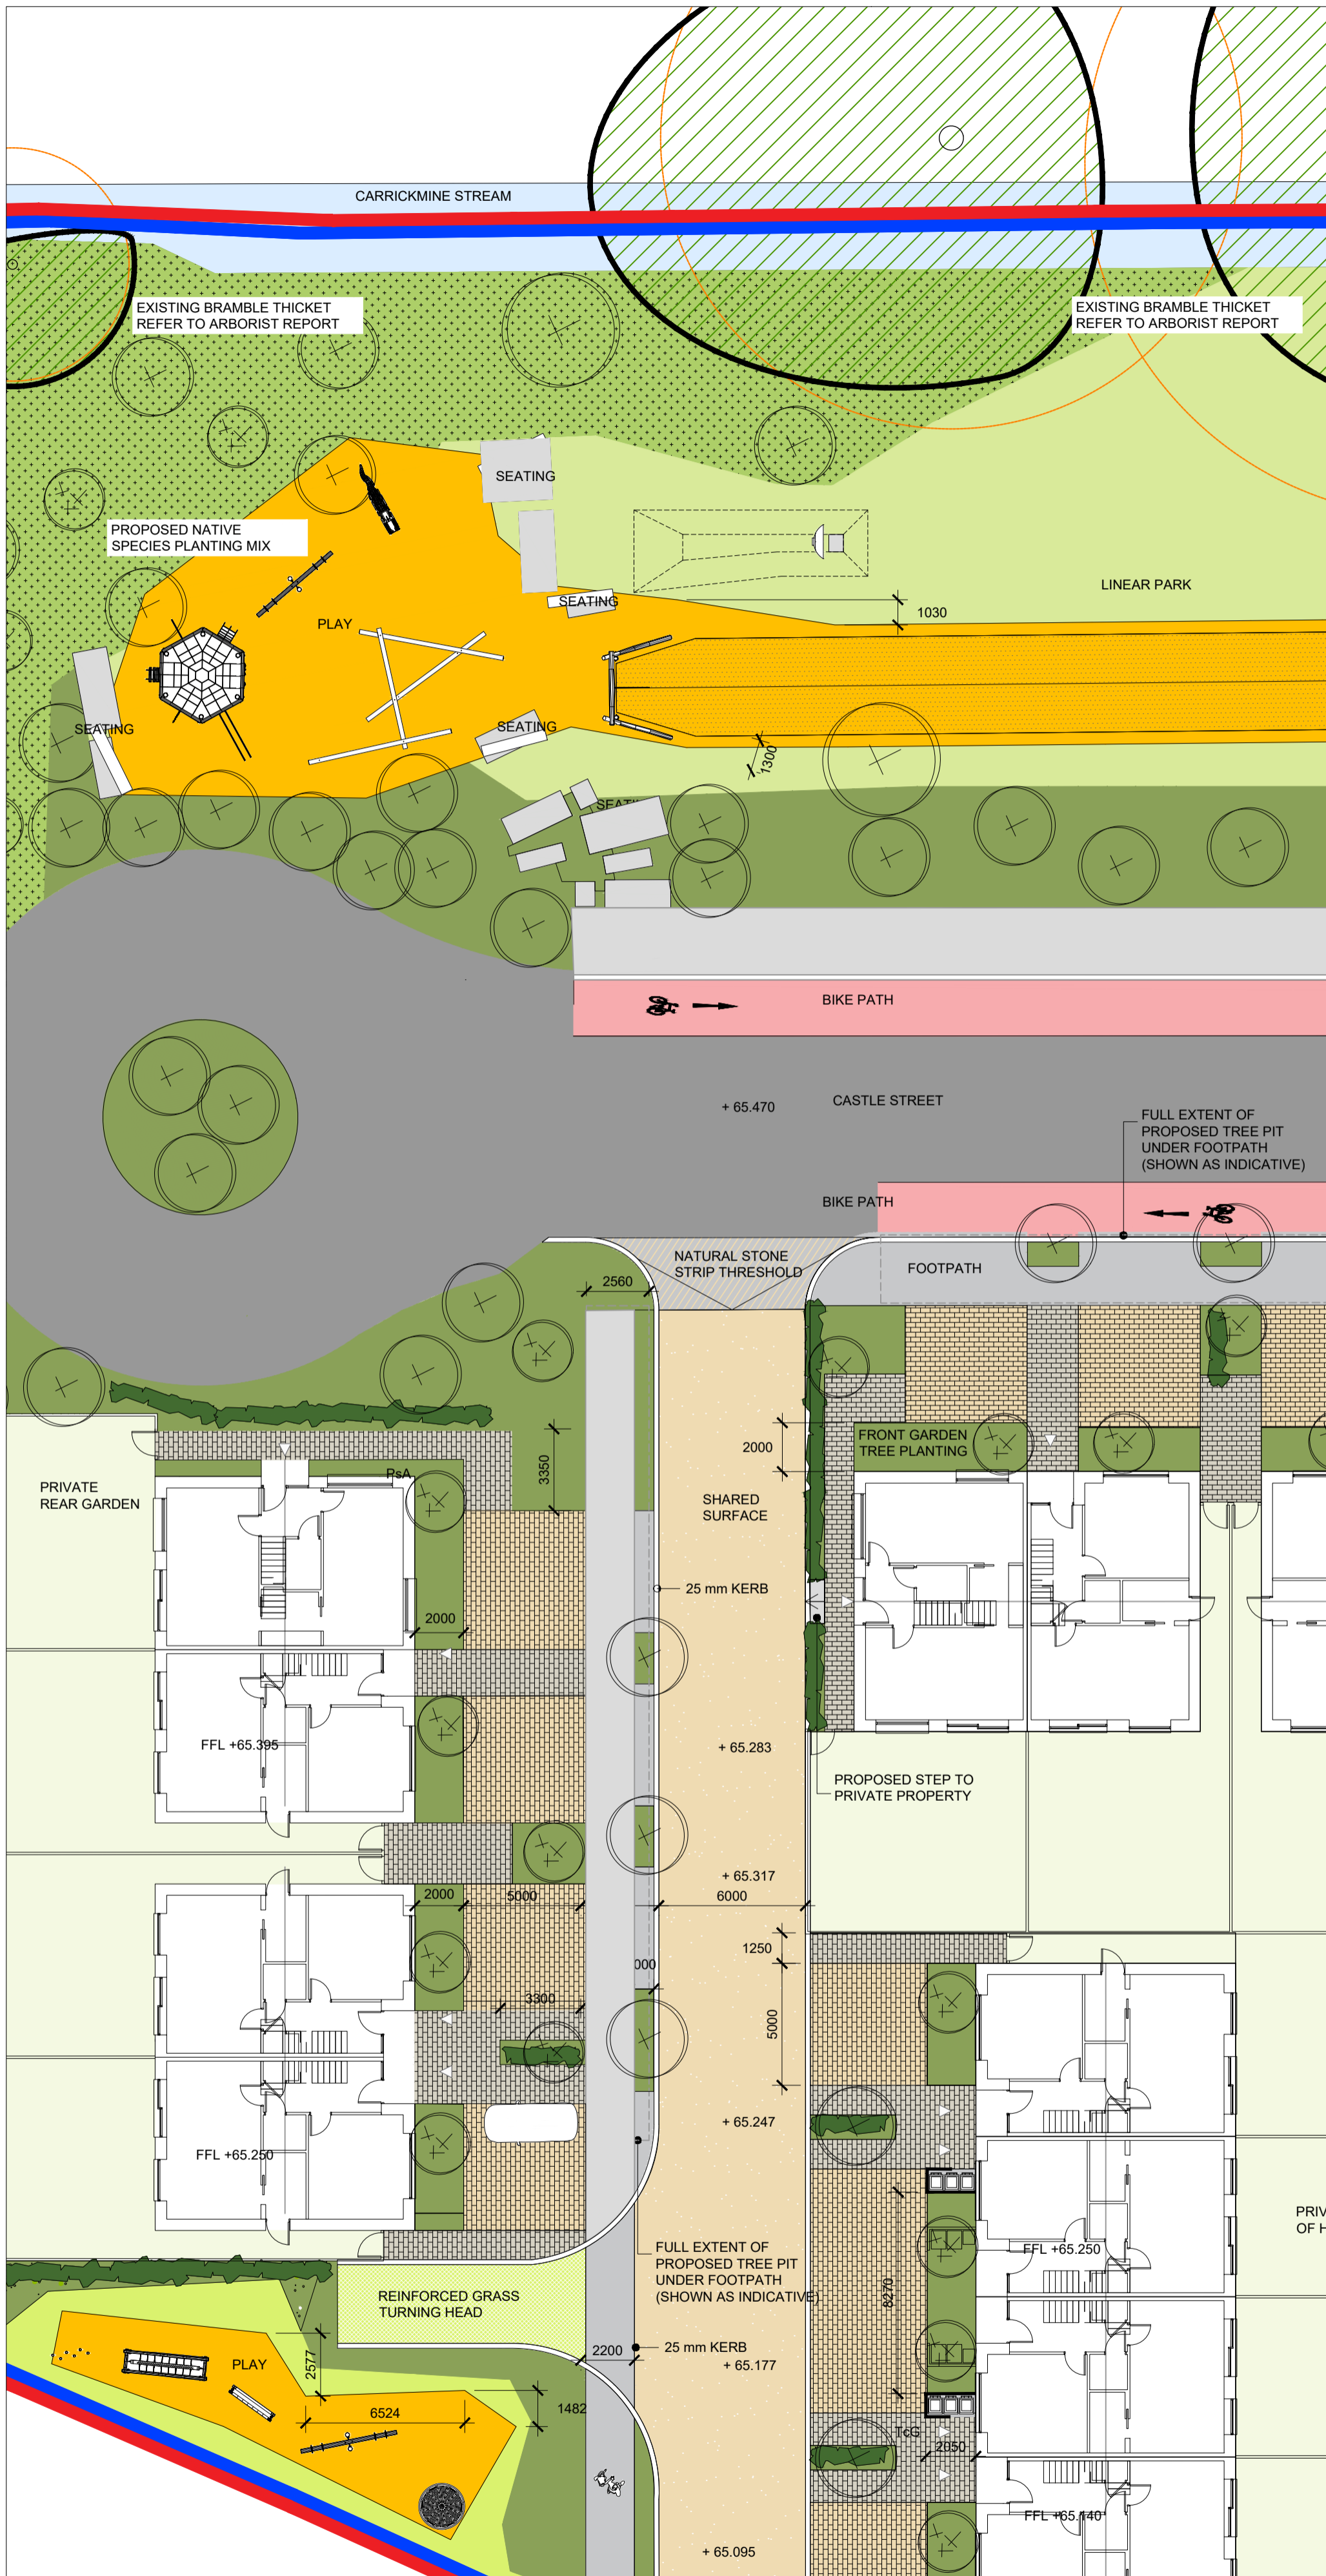 CARRICKMINE STREAM
EXISTING BRAMBLE THICKET
REFER TO ARBORIST REPORT
EXISTING BRAMBLE THICKET
REFER TO ARBORIST REPORT
SEATING
PROPOSED NATIVE
SPECIES PLANTING MIX
LINEAR PARK
SEATING
1030
PLAY
SEATING
SEATING
1300
BIKE PATH
CASTLE STREET
+ 65.470
FULL EXTENT OF
PROPOSED TREE PIT
UNDER FOOTPATH
(SHOWN AS INDICATIVE)
BIKE PATH
NATURAL STONE
STRIP THRESHOLD
FOOTPATH
2560
2000
FRONT GARDEN
TREE PLANTING
3350
PsA
PRIVATE
REAR GARDEN
SHARED
SURFACE
25 mm KERB
2000
FFL +65.395
+ 65.283
PROPOSED STEP TO
PRIVATE PROPERTY
+ 65.317
2000
5000
6000
1250
000
3300
5000
+ 65.247
FFL +65.250
FULL EXTENT OF
PROPOSED TREE PIT
UNDER FOOTPATH
(SHOWN AS INDICATIVE)
FFL +65.250
PRIV
OF H
REINFORCED GRASS
TURNING HEAD
8270
2200
25 mm KERB
+ 65.177
PLAY
2577
6524
1482
TcG
2050
FFL +65.140
+ 65.095